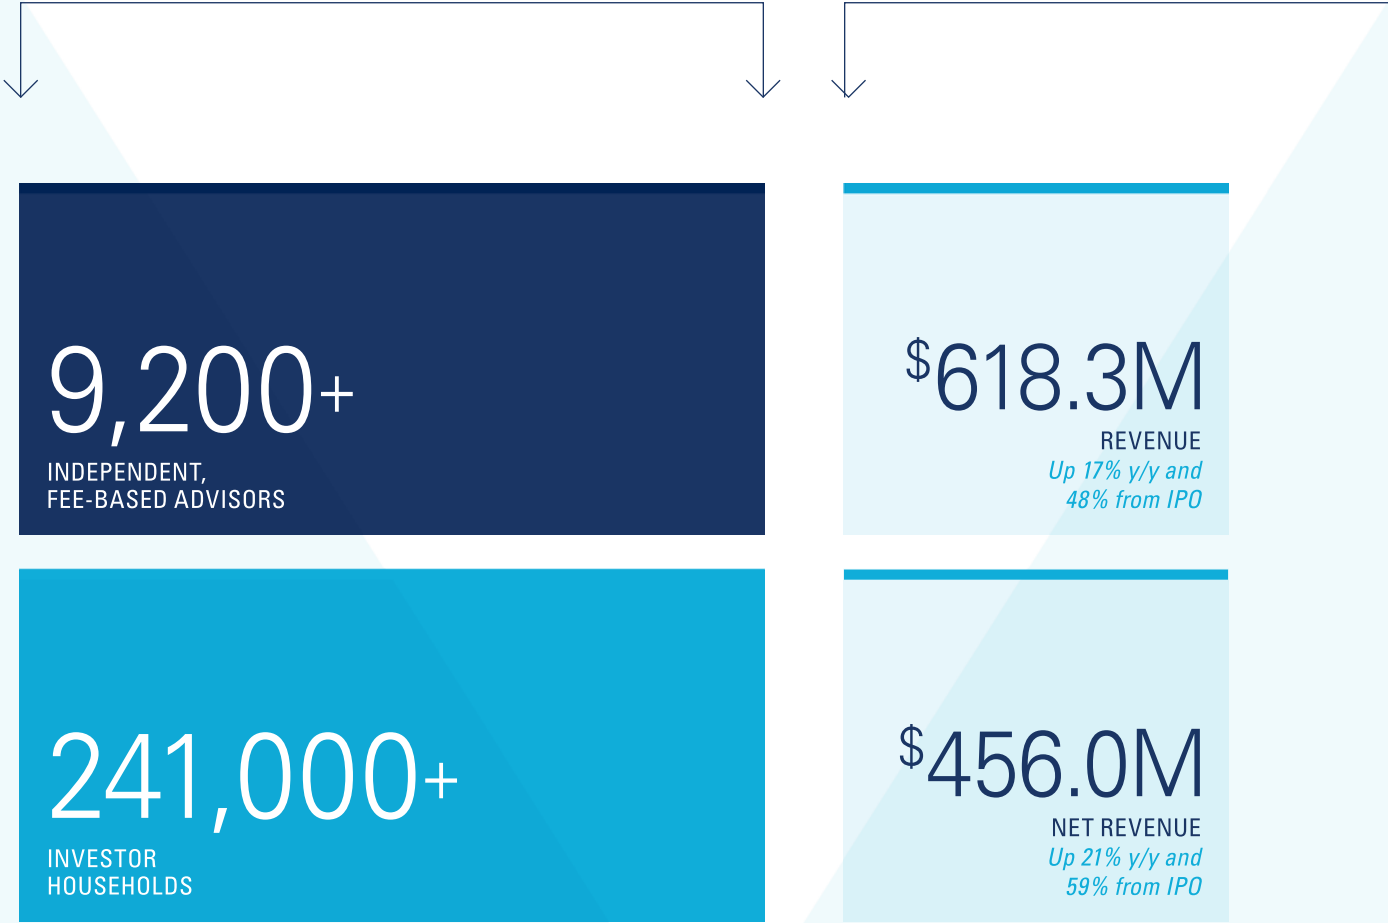 9,200+
INDEPENDENT,
FEE-BASED ADVISORS
$618.3M
REVENUE
Up 17% y/y and
48% from IPO
241,000+
INVESTOR
HOUSEHOLDS
$456.0M
NET REVENUE
Up 21% y/y and
59% from IPO